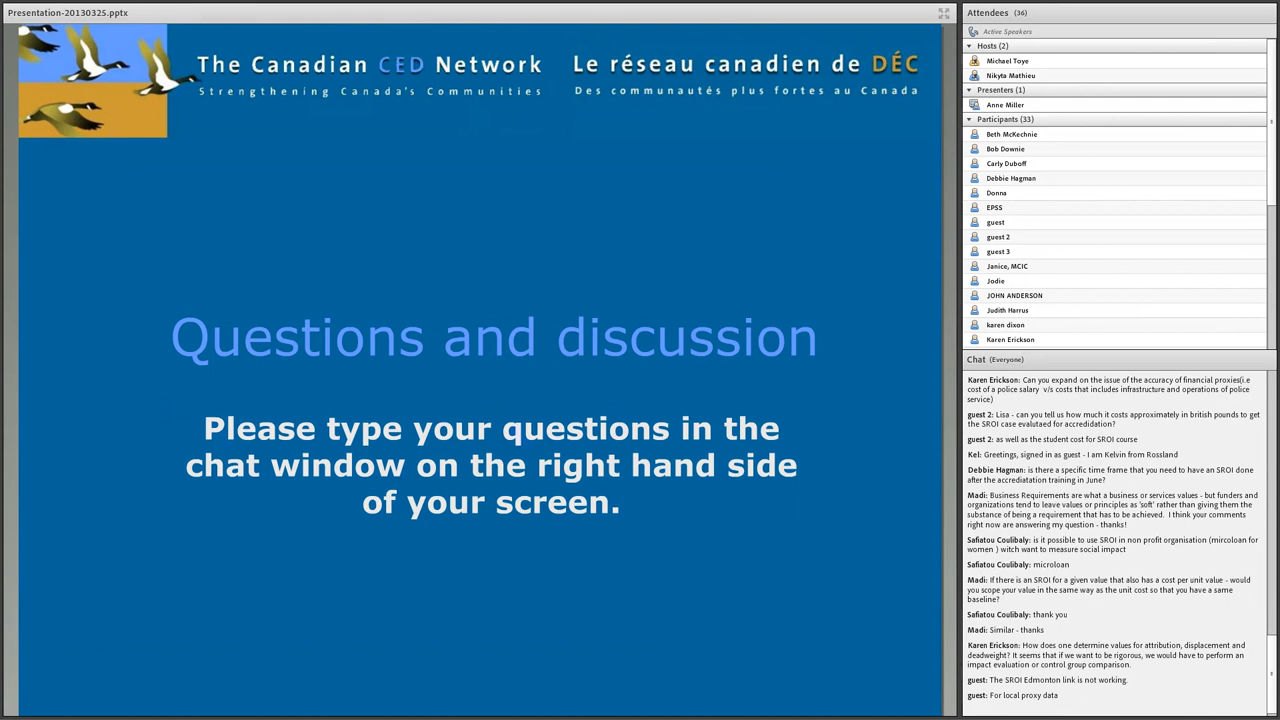 Presentation-20130325.pptx
The Canadian CED Network
Strengthening Canada's Communities
Le réseau canadien de DÉC
Des communautés plus fortes au Canada
Questions and discussion
Please type your questions in the
chat window on the right hand side
of your screen.
Attendees (36)
Active Speakers
Hosts (2)
Michael Toye
Nikyta Mathieu
Presenters (1)
Anne Miller
Participants (33)
Beth McKechnie
Bob Downie
Carly Duboff
Debbie Hagman
Donna
EPSS
guest
guest 2
guest 3
Janice, MCIC
Jodie
JOHN ANDERSON
Judith Harrus
karen dixon
Karen Erickson
Chat (Everyone)
Karen Erickson: Can you expand on the issue of the accuracy of financial proxies(i.e
cost of a police salary v/s costs that includes infrastructure and operations of police
service)
guest 2: Lisa - can you tell us how much it costs approximately in british pounds to get
the SROI case evalutaed for accredidation?
guest 2: as well as the student cost for SROI course
Kel: Greetings, signed in as guest - I am Kelvin from Rossland
Debbie Hagman: is there a specific time frame that you need to have an SROI done
after the accrediatation training in June?
Madi: Business Requirements are what a business or services values - but funders and
organizations tend to leave values or principles as 'soft' rather than giving them the
substance of being a requirement that has to be achieved. I think your comments
right now are answering my question - thanks!
Safiatou Coulibaly: is it possible to use SROI in non profit organisation (mircoloan for
women ) witch want to measure social impact
Safiatou Coulibaly: microloan
Madi: If there is an SROI for a given value that also has a cost per unit value - would
you scope your value in the same way as the unit cost so that you have a same
baseline?
Safiatou Coulibaly: thank you
Madi: Similar - thanks
Karen Erickson: How does one determine values for attribution, displacement and
deadweight? It seems that if we want to be rigorous, we would have to perform an
impact evaluation or control group comparison.
guest: The SROI Edmonton link is not working.
guest: For local proxy data